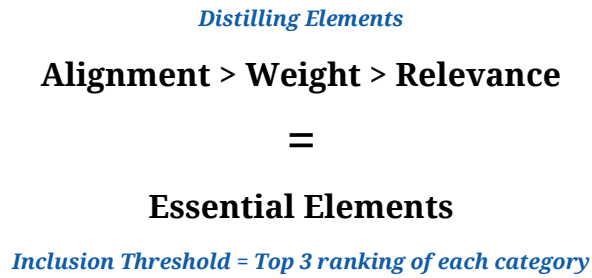 Distilling Elements
Alignment > Weight > Relevance
=
Essential Elements
Inclusion Threshold = Top 3 ranking of each category